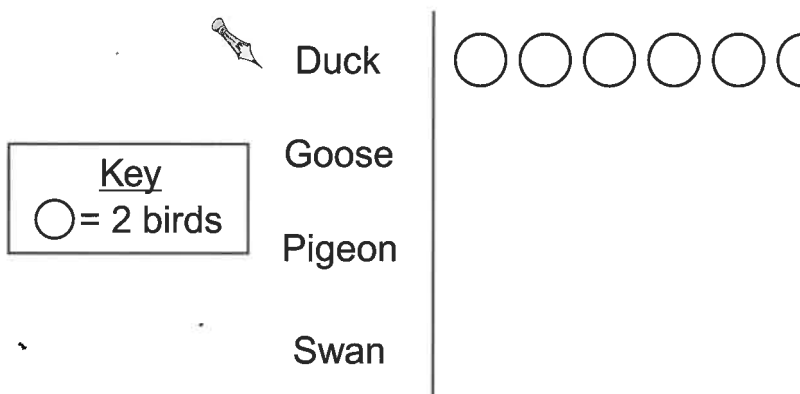 Duck
Goose
Key
= 2 birds
Pigeon
Swan